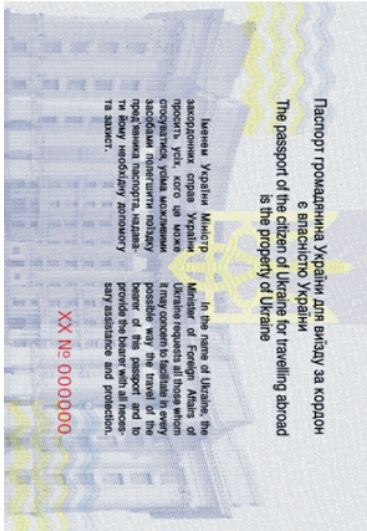 Паспорт громадянина України для виїзду за кордон
є власністю України
The passport of the citizen of Ukraine for travelling abroad
is the property of Ukraine
Іменем України Міністр
закордонних справ України
просить усіх, кого це може
стосуватися, усіма можливими
засобами полегшити поїздку
пред'явника паспорта, надава-
ти йому необхідну допомогу
та захист.
In the name of Ukraine, the
Minister of Foreign Affairs of
Ukraine requests all those whom
it may concern to facilitate in every
possible way the travel of the
bearer of the passport and to
provide the bearer with all neces-
sary assistance and protection.
XX № 000000